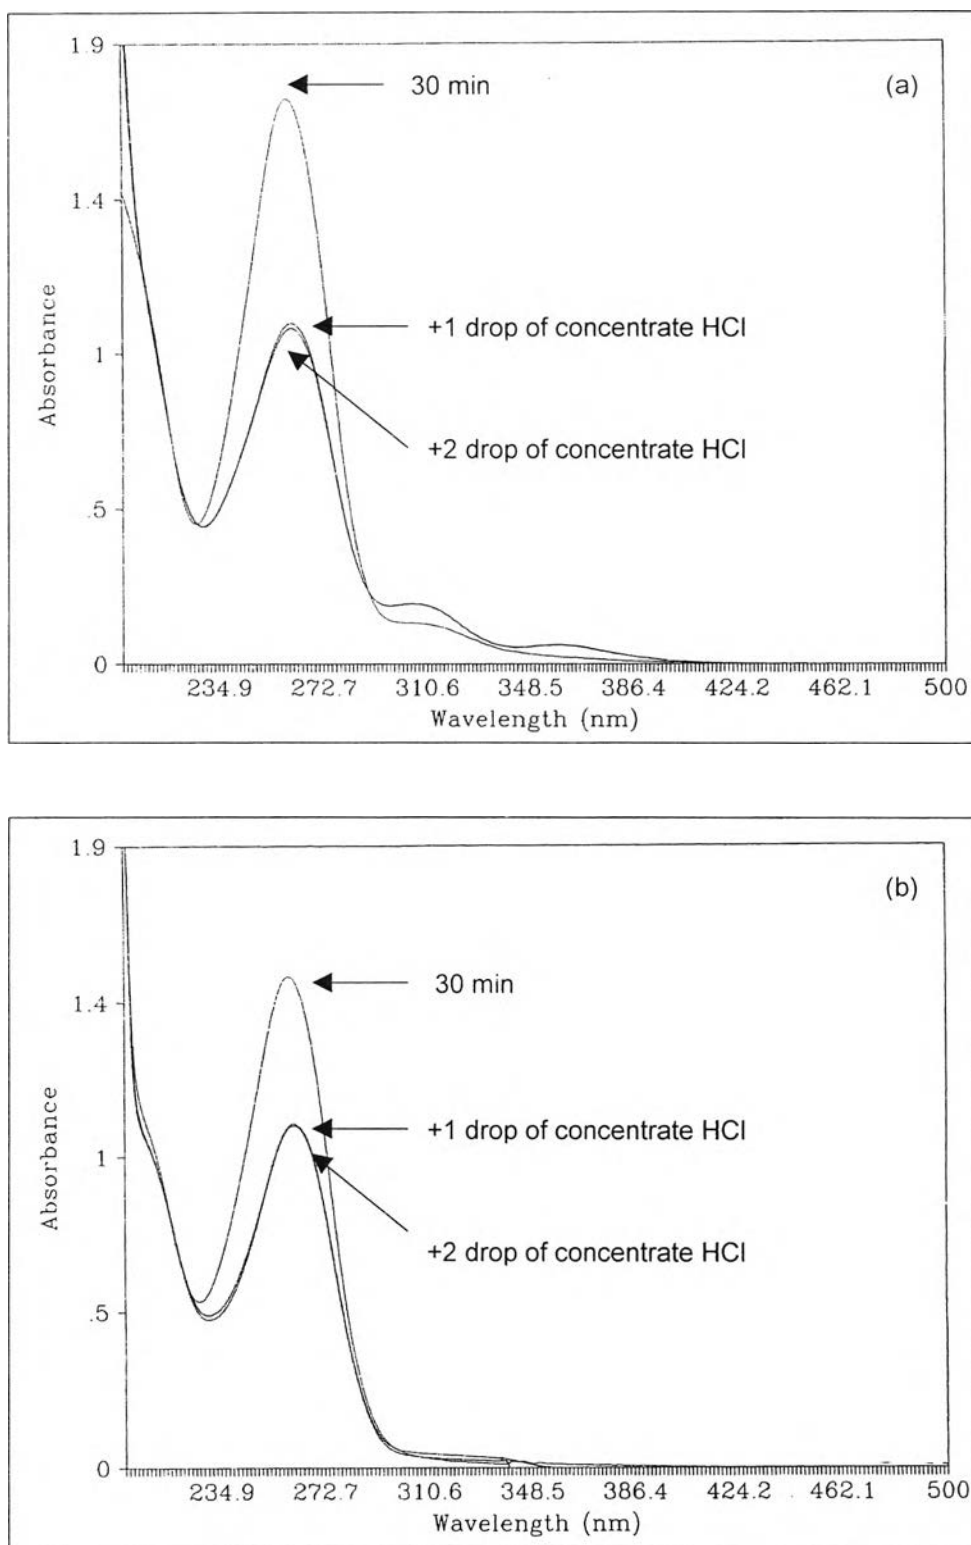 1.9
30 min
(a)
1.4
+1 drop of concentrate HCl
1
Absorbance
+2 drop of concentrate HCl
.5
0
234.9 272.7 310.6 348.5 386.4 424.2 462.1 500
Wavelength (nm)
1.9
(b)
30 min
1.4
+1 drop of concentrate HCl
1
Absorbance
+2 drop of concentrate HCl
.5
0
234.9 272.7 310.6 348.5 386.4 424.2 462.1 500
Wavelength (nm)